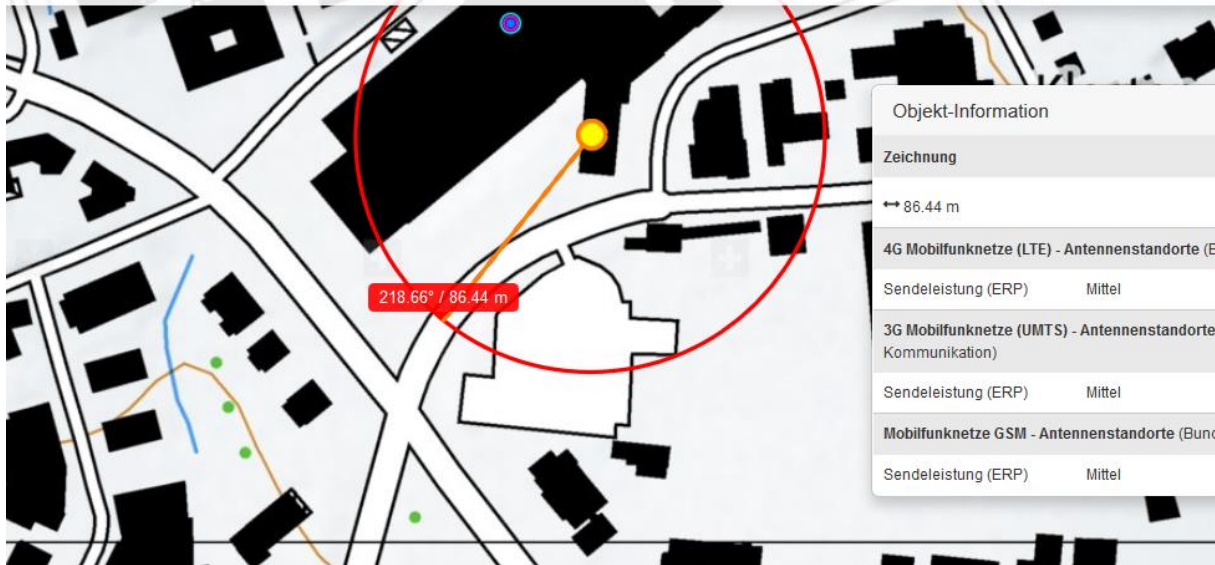 Objekt-Information
Zeichnung
↔ 86.44 m
4G Mobilfunknetze (LTE) - Antennenstandorte (B
Sendeleistung (ERP) Mittel
3G Mobilfunknetze (UMTS) - Antennenstandorte
Kommunikation)
Sendeleistung (ERP) Mittel
Mobilfunknetze GSM - Antennenstandorte (Bund
Sendeleistung (ERP) Mittel
218.66° / 86.44 m